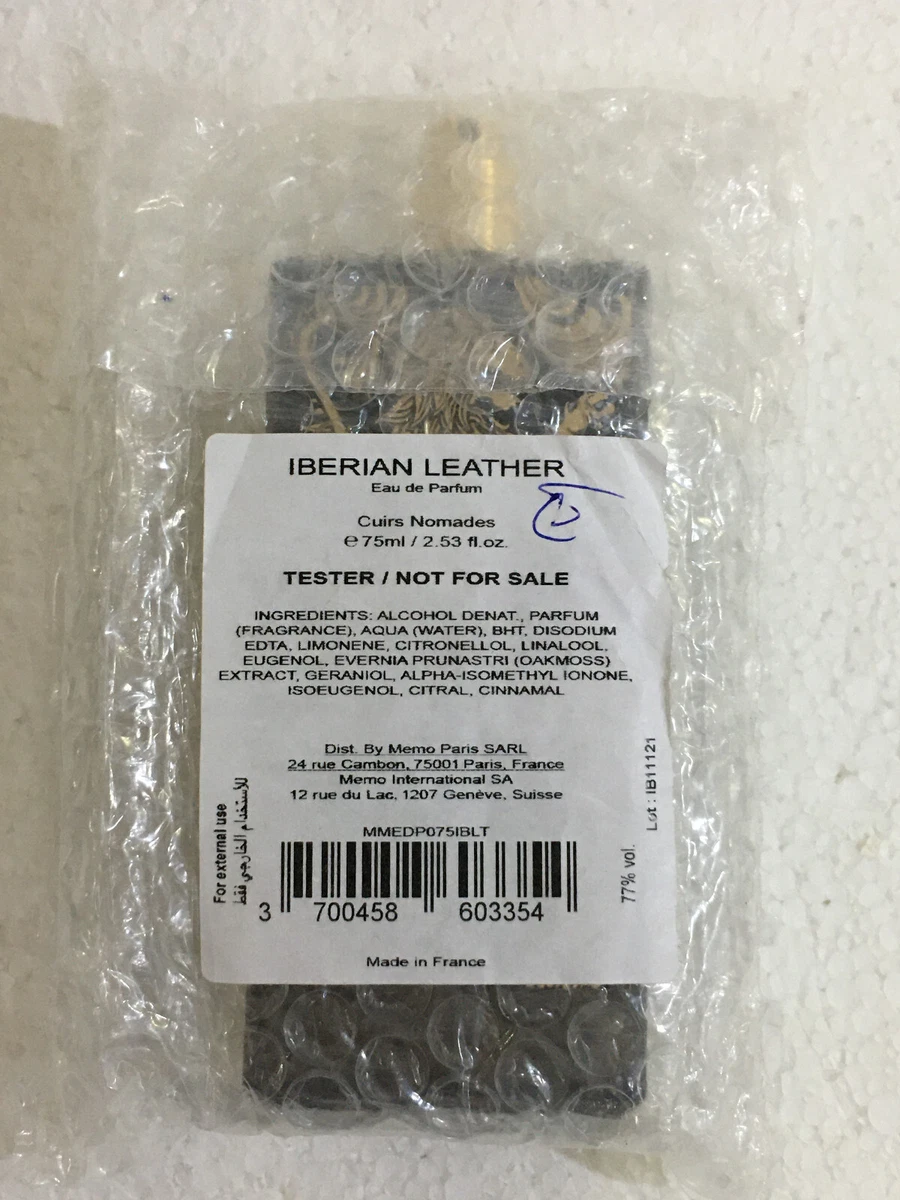 IBERIAN LEATHER
Eau de Parfum
Cuirs Nomades
℮ 75ml / 2.53 fl.oz.
TESTER / NOT FOR SALE
INGREDIENTS: ALCOHOL DENAT., PARFUM
(FRAGRANCE), AQUA (WATER), BHT, DISODIUM
EDTA, LIMONENE, CITRONELLOL, LINALOOL,
EUGENOL, EVERNIA PRUNASTRI (OAKMOSS)
EXTRACT, GERANIOL, ALPHA-ISOMETHYL IONONE,
ISOEUGENOL, CITRAL, CINNAMAL
Dist. By Memo Paris SARL
24 rue Cambon, 75001 Paris, France
Memo International SA
12 rue du Lac, 1207 Genève, Suisse
For external use
للأستخدام الخارجي فقط
Lot : IB11121
77% vol.
MMEDP075IBLT
3 700458 603354
Made in France